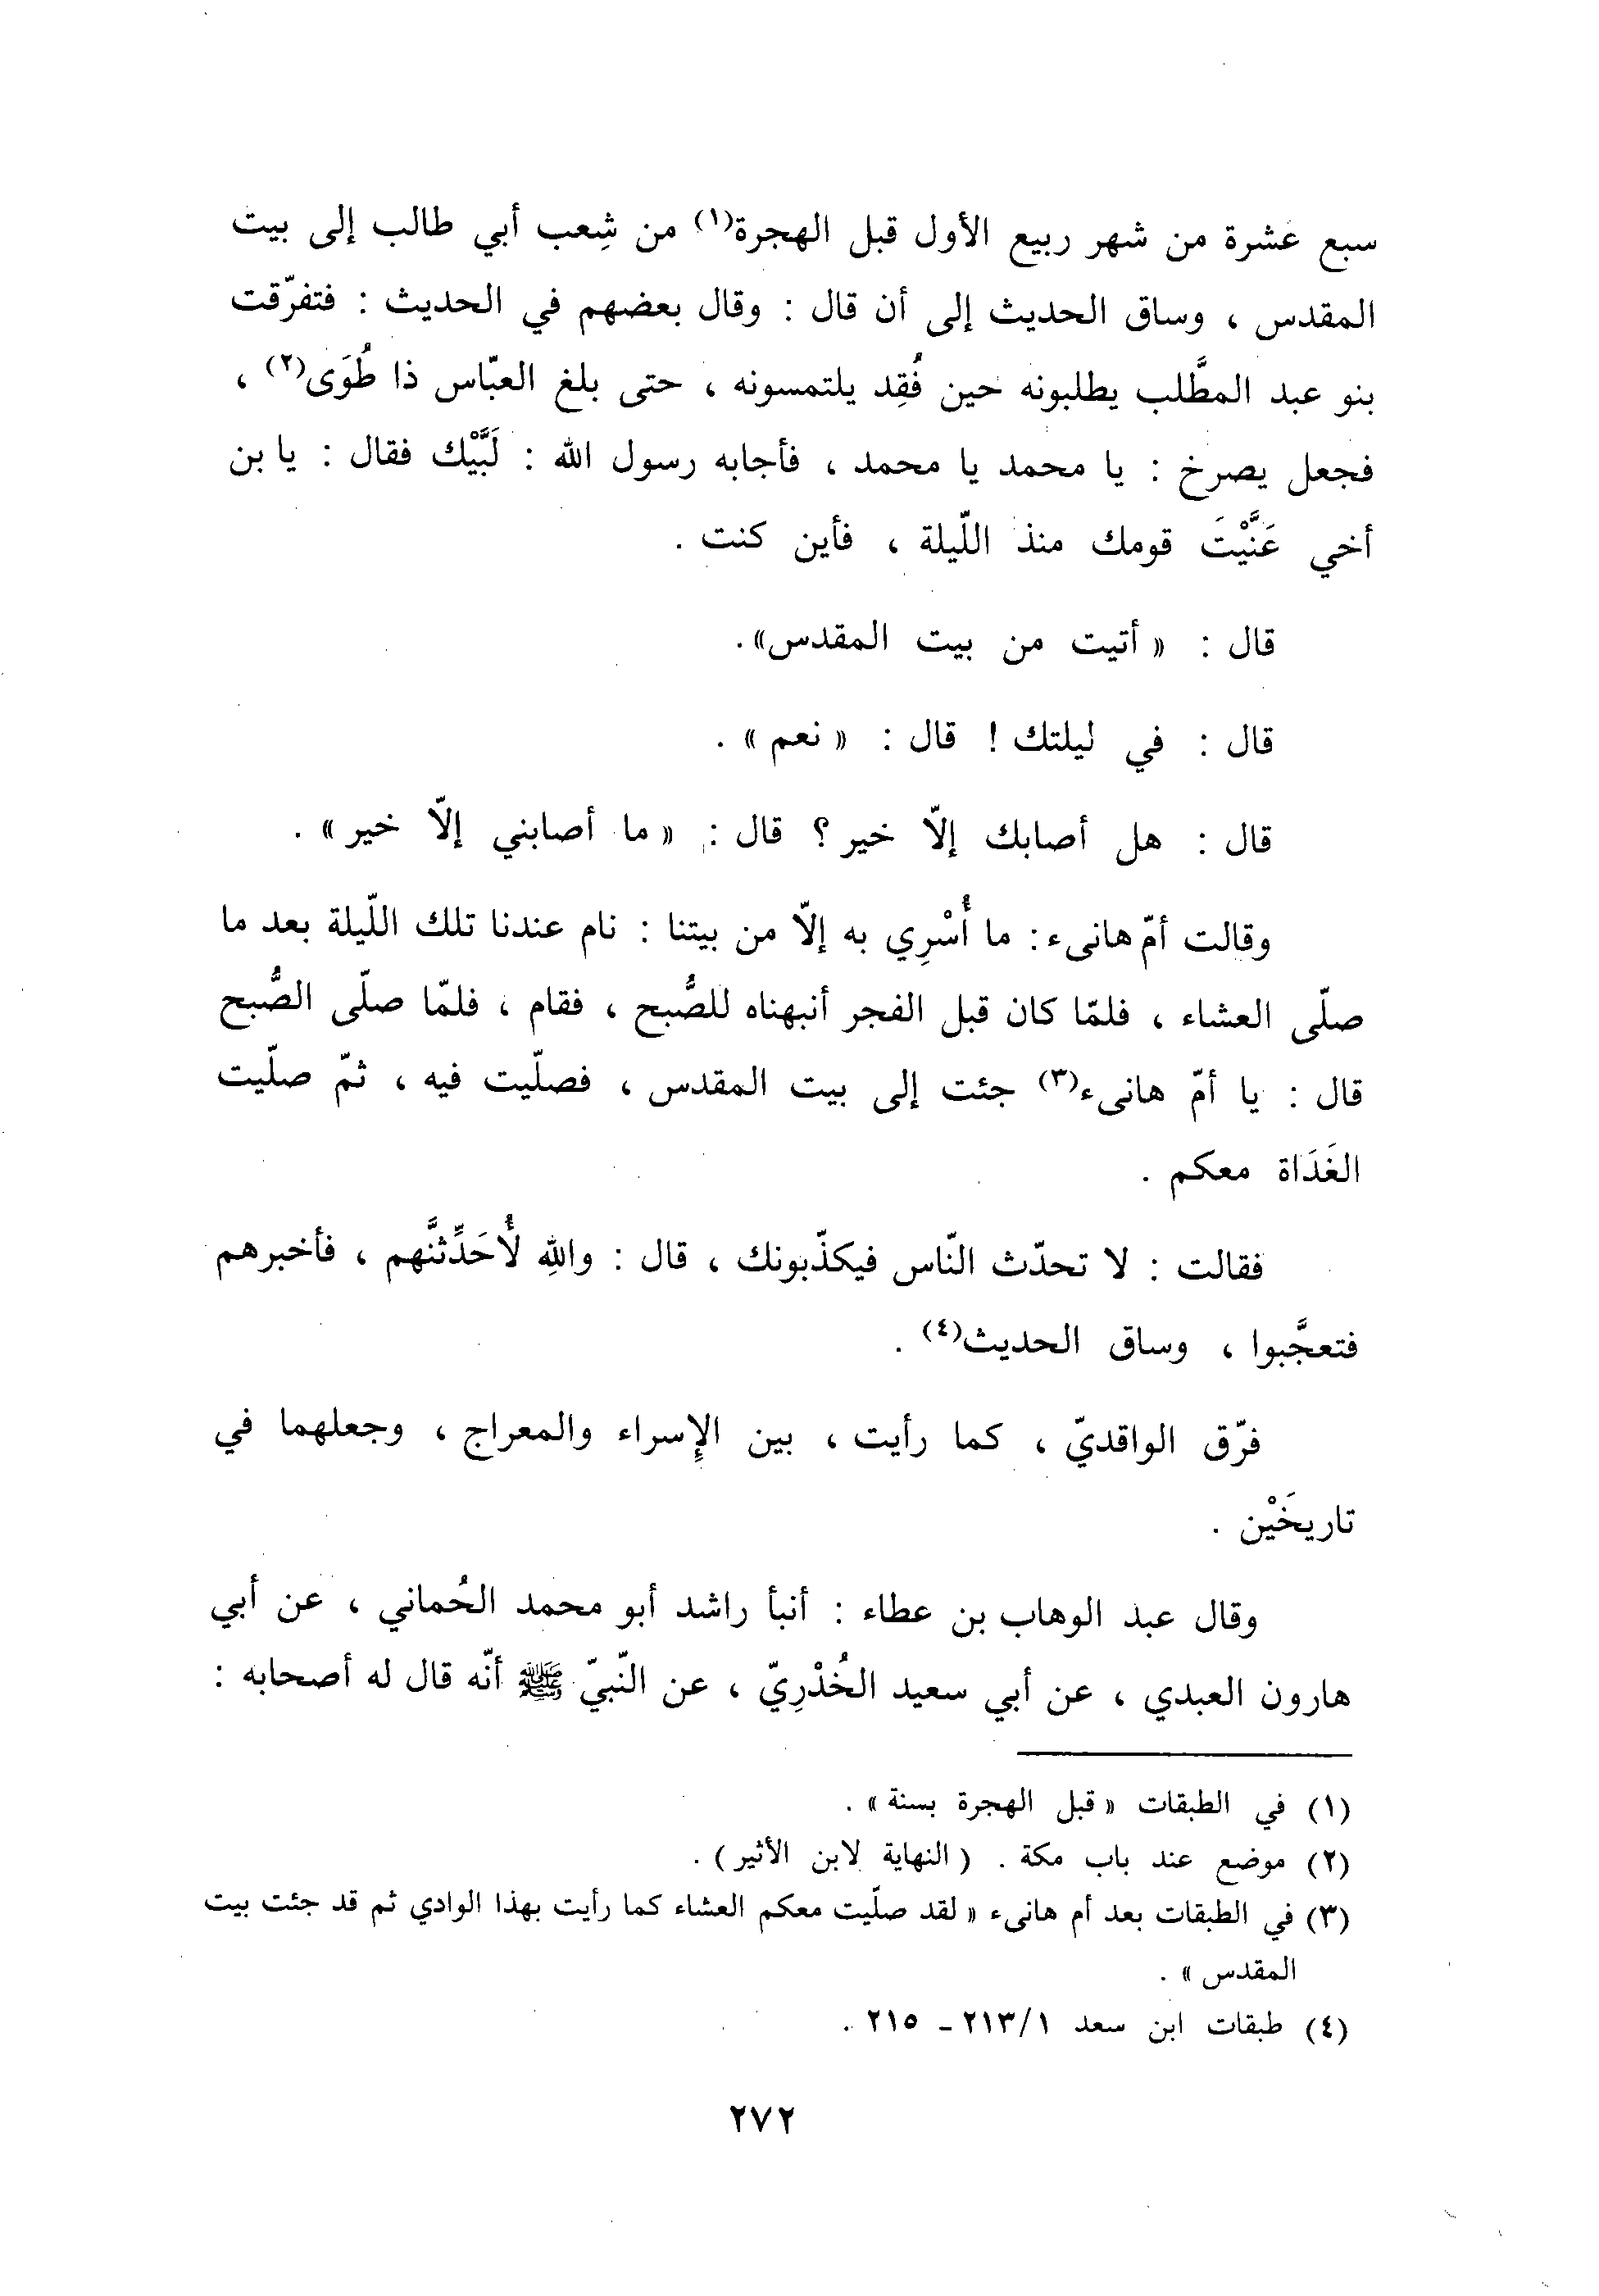 سبع عشرة من شهر ربيع الأول قبل الهجرة(١) من شِعب أبي طالب إلى بيت
المقدس ، وساق الحديث إلى أن قال : وقال بعضهم في الحديث : فتفرّقت
بنو عبد المطَّلب يطلبونه حين فُقِد يلتمسونه ، حتى بلغ العبّاس ذا طُوَى(٢) ،
فجعل يصرخ : يا محمد يا محمد ، فأجابه رسول الله : لَبَّيْك فقال : يا بن
أخي عَنَّيْتَ قومك منذ اللّيلة ، فأين كنت .
قال : « أتيت من بيت المقدس».
قال : في ليلتك ! قال : « نعم » .
قال : هل أصابك إلّا خير ؟ قال : « ما أصابني إلّا خير » .
وقالت أمّ هانىء : ما أُسْرِي به إلّا من بيتنا : نام عندنا تلك اللّيلة بعد ما
صلّى العشاء ، فلمّا كان قبل الفجر أنبهناه للصُّبح ، فقام ، فلمّا صلّى الصُّبح
قال : يا أمّ هانىء(٣) جئت إلى بيت المقدس ، فصلّيت فيه ، ثمّ صلّيت
الغَدَاة معكم .
فقالت : لا تحدّث النّاس فيكذّبونك ، قال : واللهِ لأُحَدِّثنَّهم ، فأخبرهم
فتعجَّبوا ، وساق الحديث(٤) .
فرّق الواقديّ ، كما رأيت ، بين الإسراء والمعراج ، وجعلهما في
تاريخَيْن .
وقال عبد الوهاب بن عطاء : أنبأ راشد أبو محمد الحُماني ، عن أبي
هارون العبدي ، عن أبي سعيد الخُدْرِيّ ، عن النّبيّ ﷺ أنّه قال له أصحابه :
(١) في الطبقات « قبل الهجرة بسنة » .
(٢) موضع عند باب مكة . ( النهاية لابن الأثير ) .
(٣) في الطبقات بعد أم هانىء « لقد صلّيت معكم العشاء كما رأيت بهذا الوادي ثم قد جئت بيت
المقدس » .
(٤) طبقات ابن سعد ٢١٣/١ - ٢١٥ .
٢٧٢